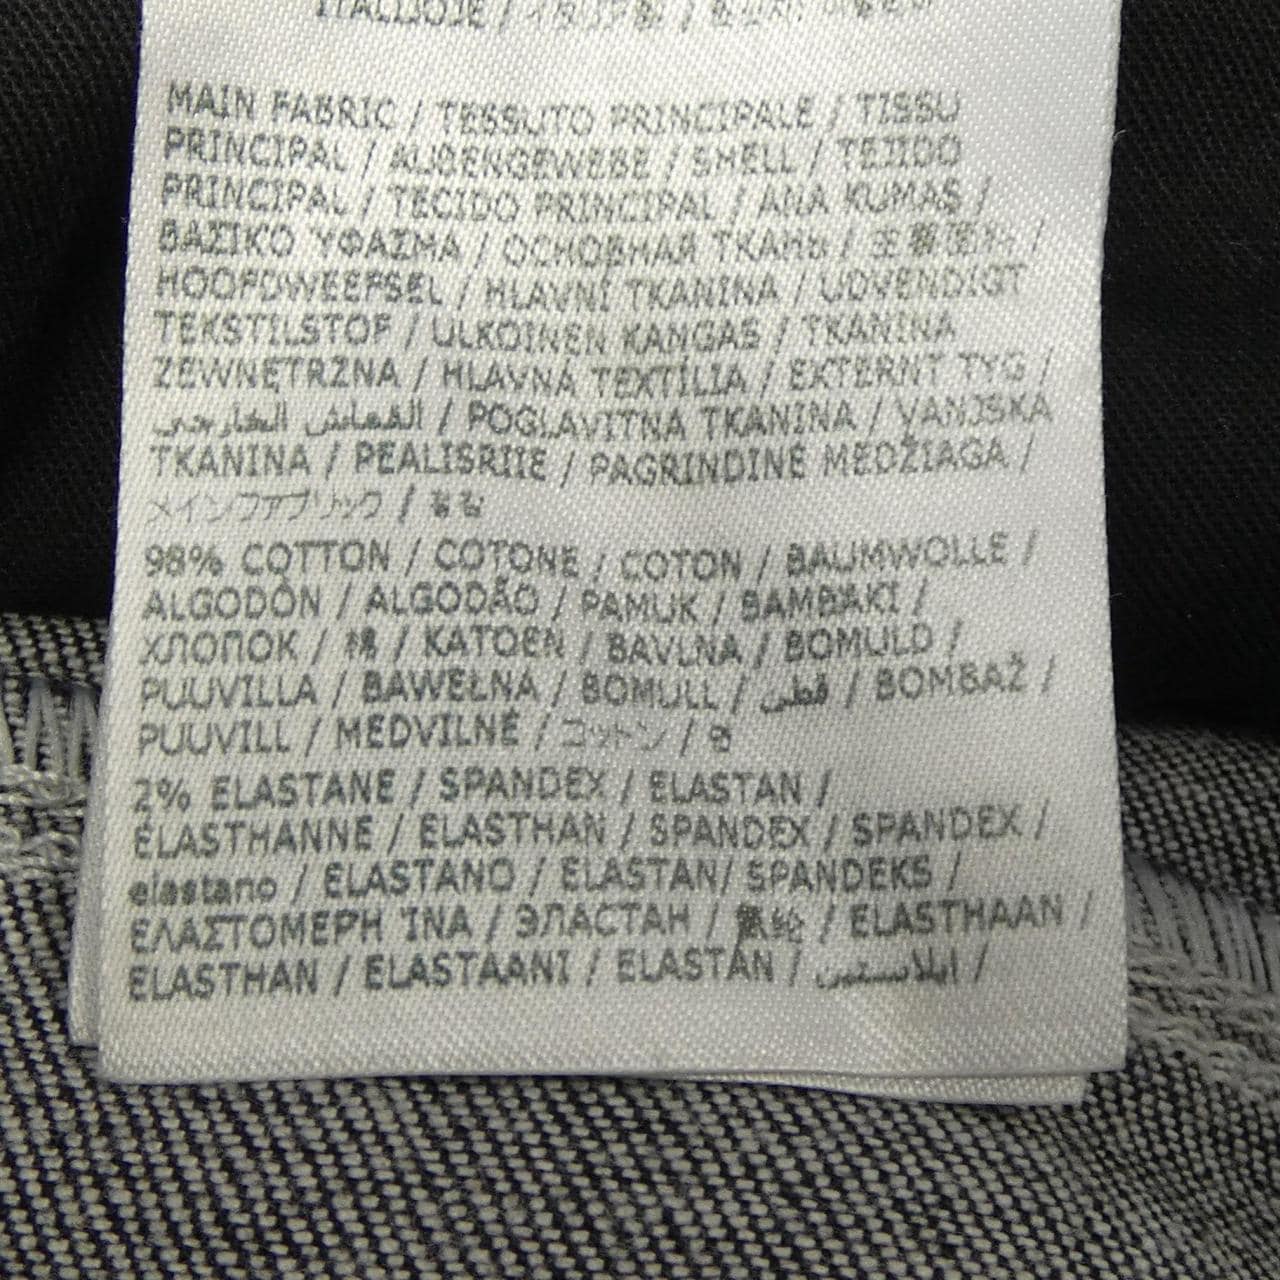 ITALIJOJE /
MAIN FABRIC / TESSUTO PRINCIPALE / TISSU
PRINCIPAL / AUßENGEWEBE / SHELL / TEJIDO
PRINCIPAL / TECIDO PRINCIPAL / ANA KUMAŞ /
ΒΑΣΙΚΟ ΥΦΑΣΜΑ / ОСНОВНАЯ ТКАНЬ / 主要面料 /
HOOFDWEEFSEL / HLAVNÍ TKANINA / UDVENDIGT
TEKSTILSTOF / ULKOINEN KANGAS / TKANINA
ZEWNĘTRZNA / HLAVNÁ TEXTÍLIA / EXTERNT TYG /
القماش الخارجي / POGLAVITNA TKANINA / VANJSKA
TKANINA / PEALISRIIE / PAGRINDINĖ MEDŽIAGA /
メインファブリック /
98% COTTON / COTONE / COTON / BAUMWOLLE /
ALGODÓN / ALGODÃO / PAMUK / BAMBAKI /
ХЛОПОК / 棉 / KATOEN / BAVLNA / BOMULD /
PUUVILLA / BAWEŁNA / BOMULL / قطن / BOMBAŽ /
PUUVILL / MEDVILNĖ / コットン / 면
2% ELASTANE / SPANDEX / ELASTAN /
ÉLASTHANNE / ELASTHAN / SPANDEX / SPANDEX /
elastano / ELASTANO / ELASTAN/ SPANDEKS /
ΕΛΑΣΤΟΜΕΡΗ ΊΝΑ / ЭЛАСТАН / 氨纶 / ELASTHAAN /
ELASTHAN / ELASTAANI / ELASTÁN / ايلاستين /